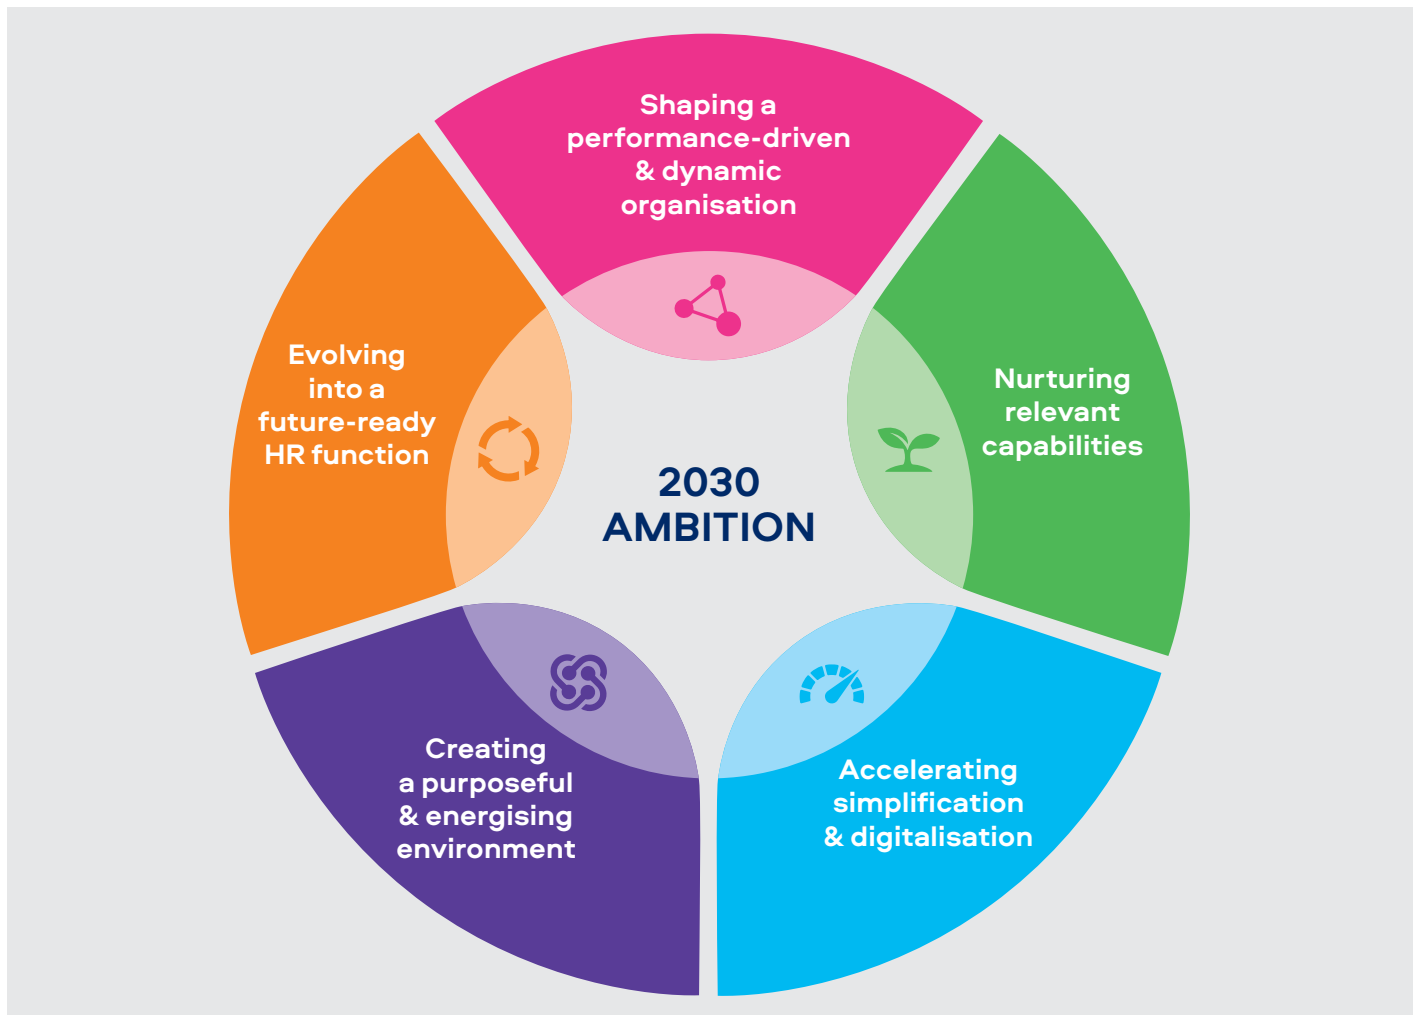 Shaping a
performance-driven
& dynamic
organisation
Nurturing
relevant
capabilities
Accelerating
simplification
& digitalisation
Creating
a purposeful
& energising
environment
Evolving
into a
future-ready
HR function
2030
AMBITION